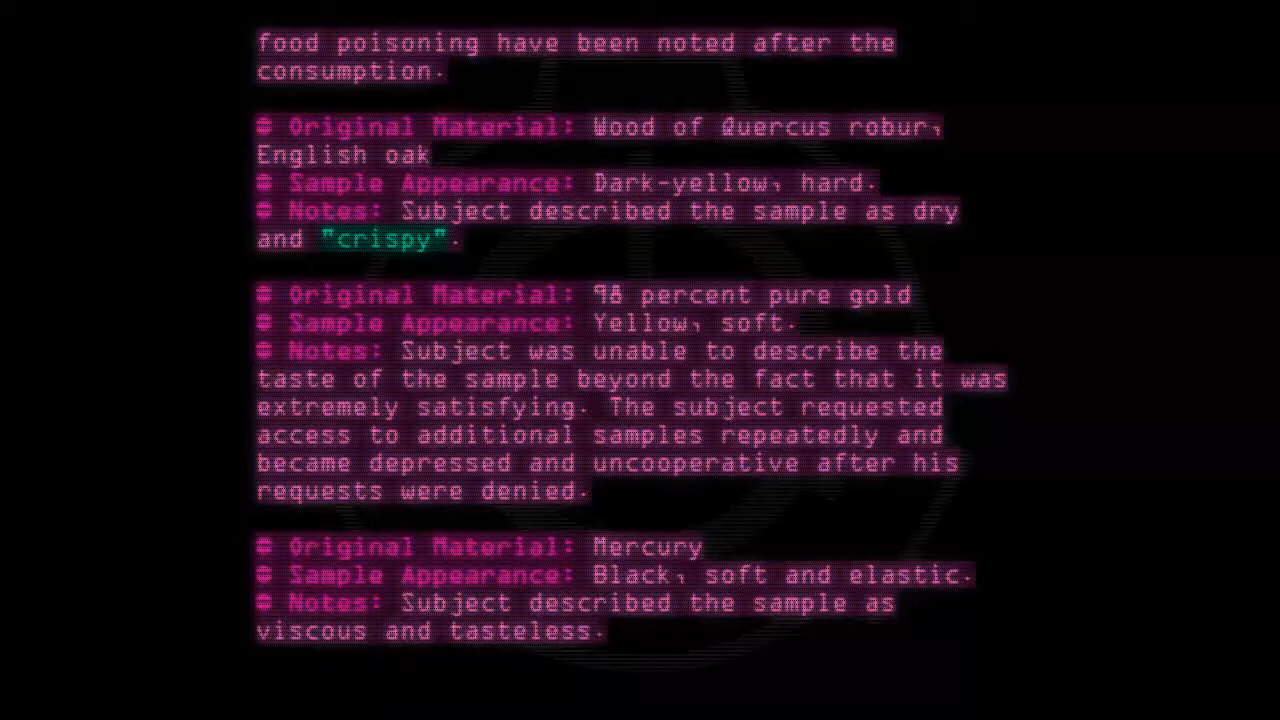 food poisoning have been noted after the
consumption.
Original Material: Wood of Quercus robur,
English oak
Sample Appearance: Dark-yellow, hard.
Notes: Subject described the sample as dry
and "crispy".
Original Material: 98 percent pure gold
Sample Appearance: Yellow, soft.
Notes: Subject was unable to describe the
taste of the sample beyond the fact that it was
extremely satisfying. The subject requested
access to additional samples repeatedly and
became depressed and uncooperative after his
requests were denied.
Original Material: Mercury
Sample Appearance: Black, soft and elastic.
Notes: Subject described the sample as
viscous and tasteless.